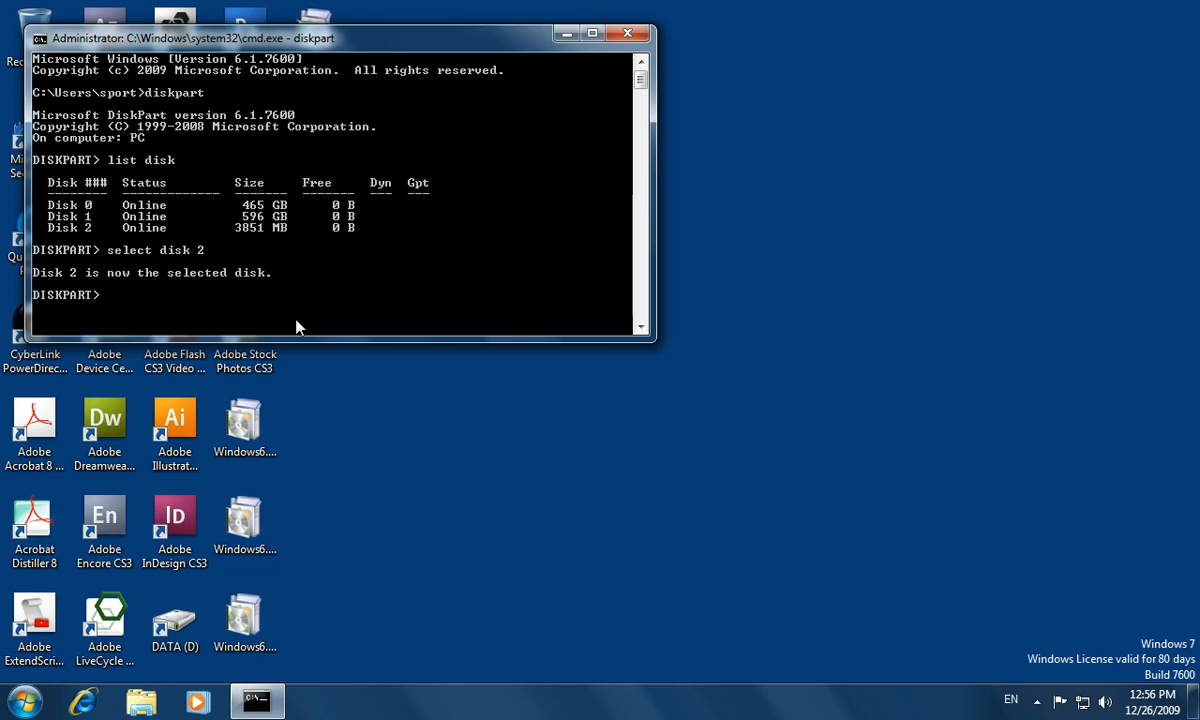 Administrator: C:\Windows\system32\cmd.exe - diskpart
Microsoft Windows [Version 6.1.7600]
Copyright (c) 2009 Microsoft Corporation.  All rights reserved.
C:\Users\sport>diskpart
Microsoft DiskPart version 6.1.7600
Copyright (C) 1999-2008 Microsoft Corporation.
On computer: PC
DISKPART> list disk
Disk ###  Status  Size  Free  Dyn  Gpt
--------  -------------  -------  -------  ---  ---
Disk 0  Online  465 GB  0 B
Disk 1  Online  596 GB  0 B
Disk 2  Online  3851 MB  0 B
DISKPART> select disk 2
Disk 2 is now the selected disk.
DISKPART>
CyberLink
PowerDirec...
Adobe
Device Ce...
Adobe Flash
CS3 Video ...
Adobe Stock
Photos CS3
Dw
Ai
Adobe
Acrobat 8 ...
Adobe
Dreamwea...
Adobe
Illustrat...
Windows6....
En
Id
Acrobat
Distiller 8
Adobe
Encore CS3
Adobe
InDesign CS3
Windows6....
Adobe
ExtendScri...
Adobe
LiveCycle ...
DATA (D)
Windows6....
Windows 7
Windows License valid for 80 days
Build 7600
C:\.
EN
12:56 PM
12/26/2009